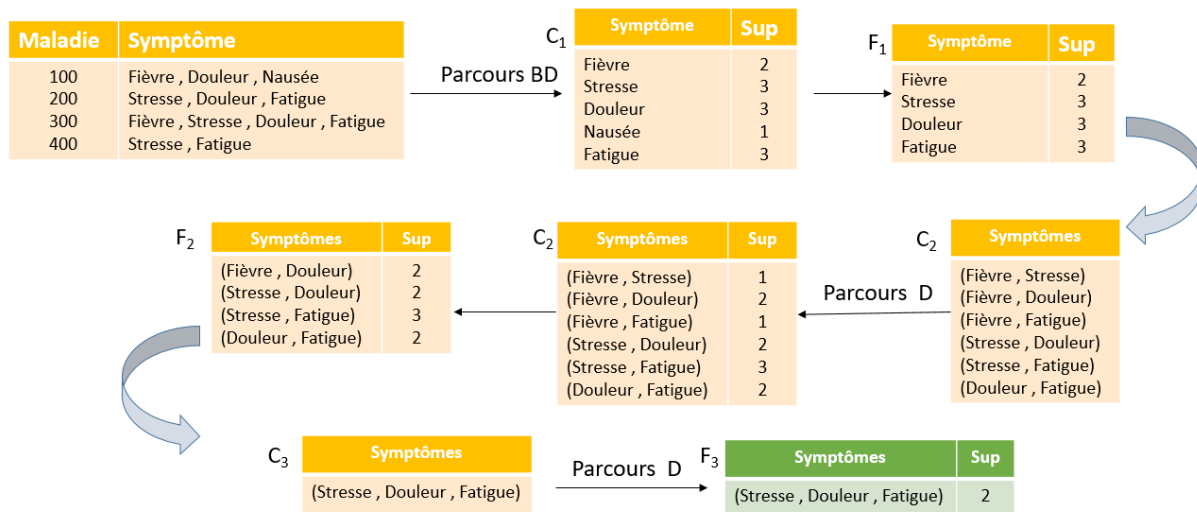 Maladie Symptôme
100 Fièvre , Douleur , Nausée
200 Stresse , Douleur , Fatigue
300 Fièvre , Stresse , Douleur , Fatigue
400 Stresse , Fatigue
Parcours BD
C1
Symptôme Sup
Fièvre 2
Stresse 3
Douleur 3
Nausée 1
Fatigue 3
F1
Symptôme Sup
Fièvre 2
Stresse 3
Douleur 3
Fatigue 3
C2
Symptômes
(Fièvre , Stresse)
(Fièvre , Douleur)
(Fièvre , Fatigue)
(Stresse , Douleur)
(Stresse , Fatigue)
(Douleur , Fatigue)
Parcours D
C2
Symptômes Sup
(Fièvre , Stresse) 1
(Fièvre , Douleur) 2
(Fièvre , Fatigue) 1
(Stresse , Douleur) 2
(Stresse , Fatigue) 3
(Douleur , Fatigue) 2
F2
Symptômes Sup
(Fièvre , Douleur) 2
(Stresse , Douleur) 2
(Stresse , Fatigue) 3
(Douleur , Fatigue) 2
C3
Symptômes
(Stresse , Douleur , Fatigue)
Parcours D
F3
Symptômes Sup
(Stresse , Douleur , Fatigue) 2